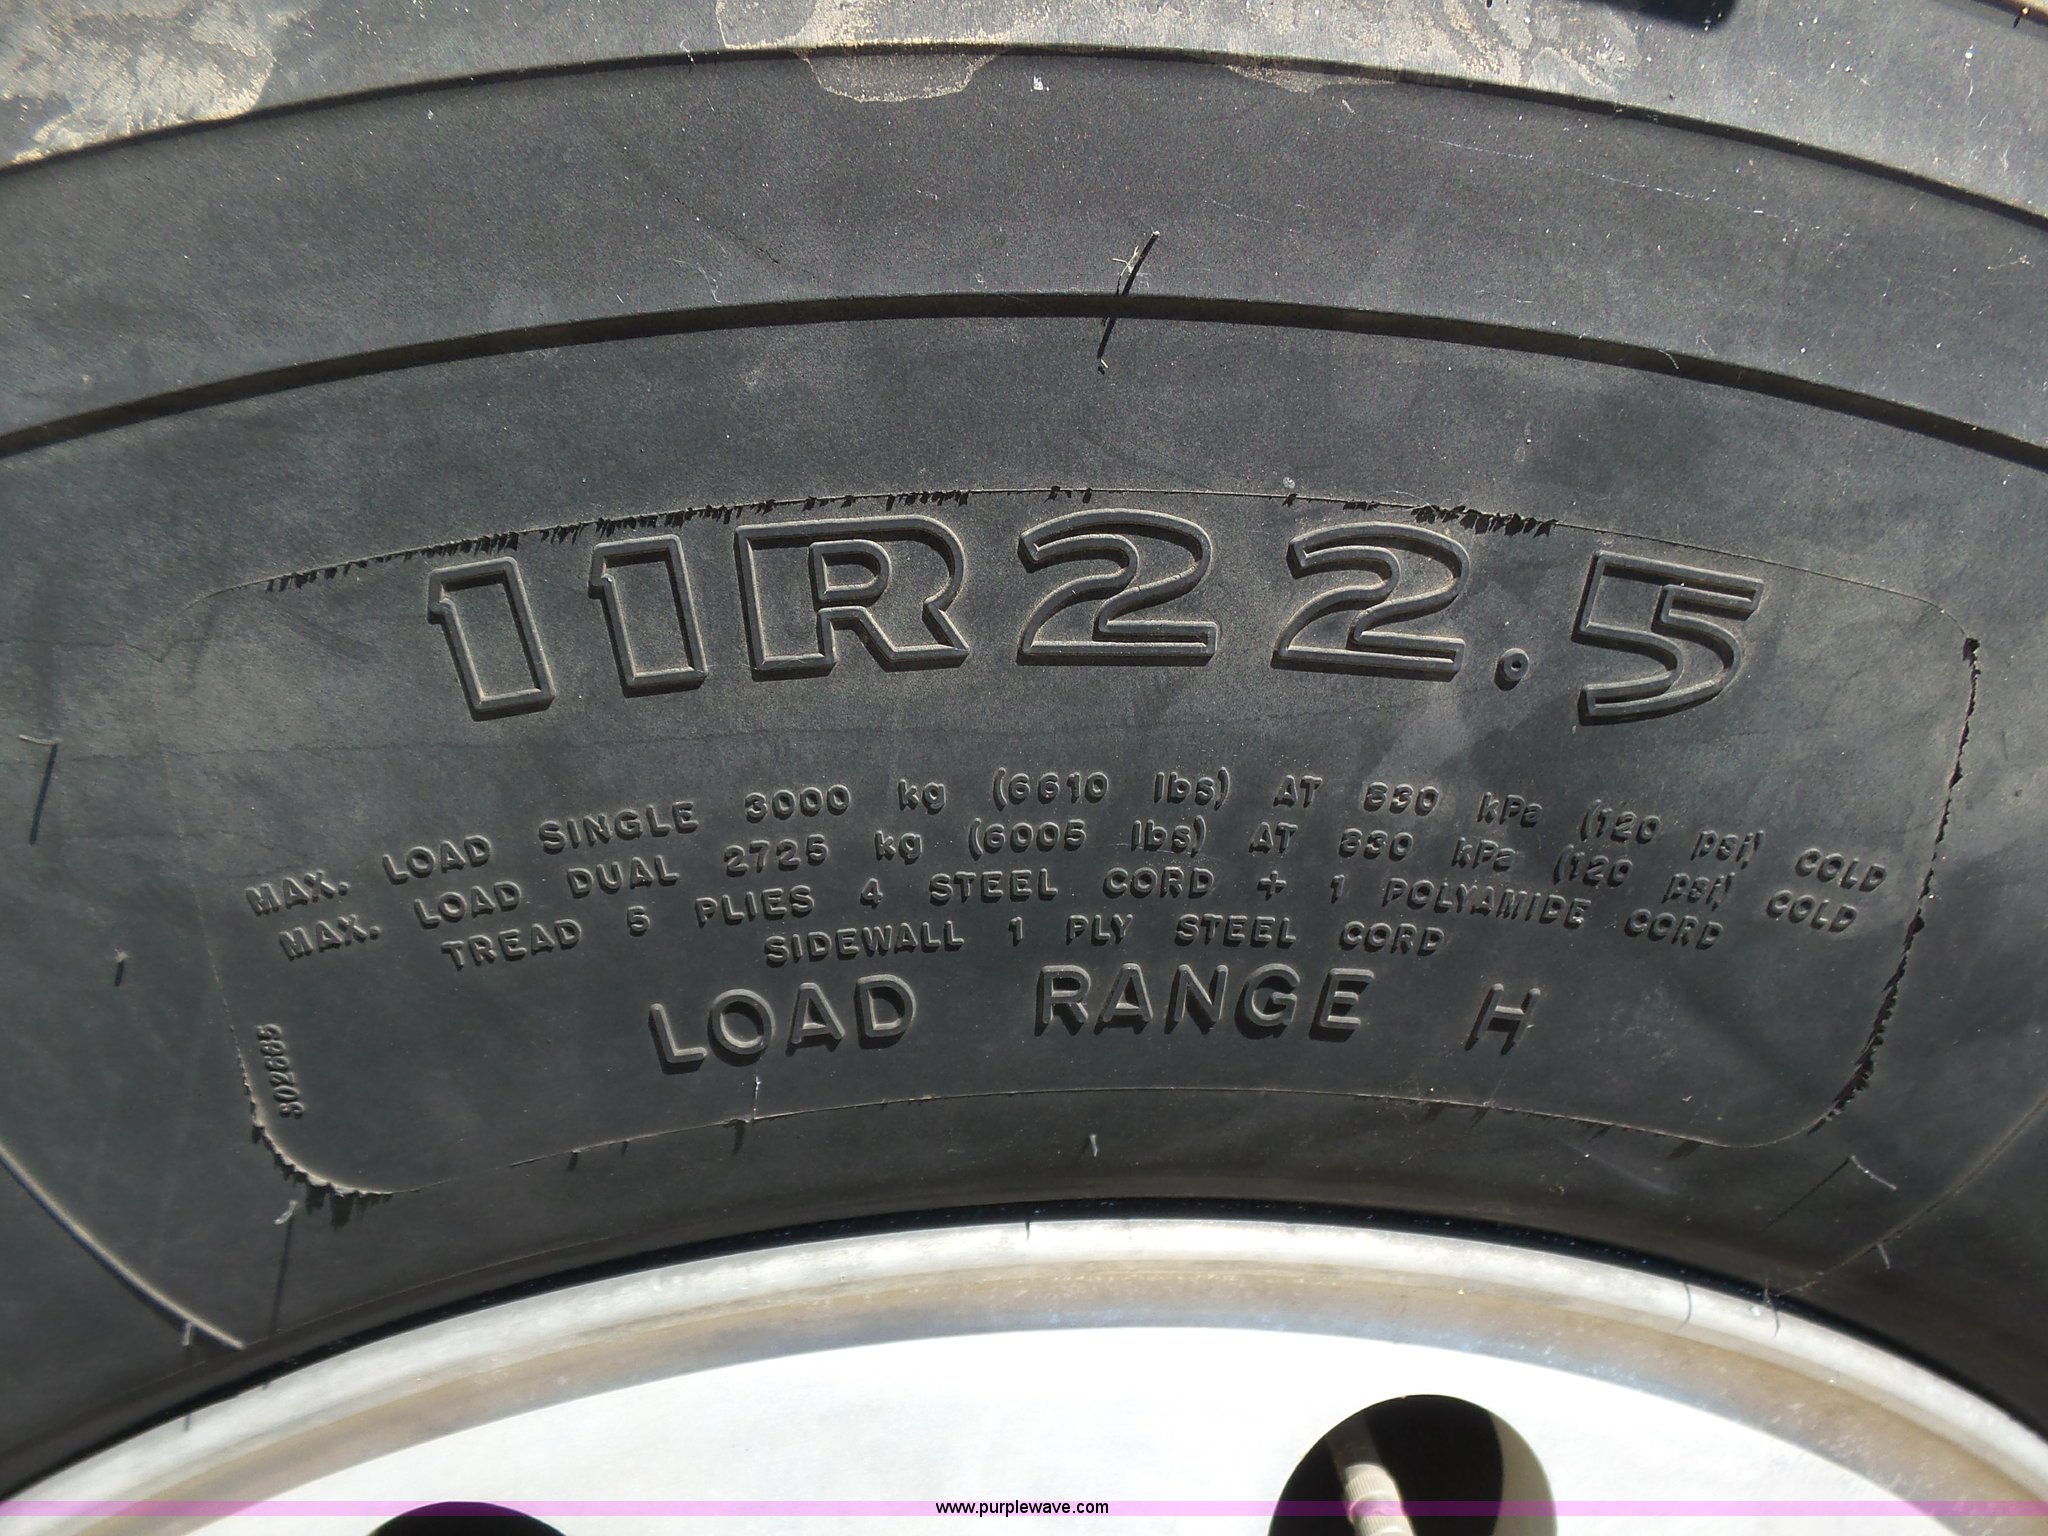 11R22.5
MAX. LOAD SINGLE 3000 kg (6610 lbs) AT 830 kPa (120 psi) COLD
MAX. LOAD DUAL 2725 kg (6005 lbs) AT 830 kPa (120 psi) COLD
TREAD 5 PLIES 4 STEEL CORD + 1 POLYAMIDE CORD
SIDEWALL 1 PLY STEEL CORD
LOAD RANGE H
www.purplewave.com